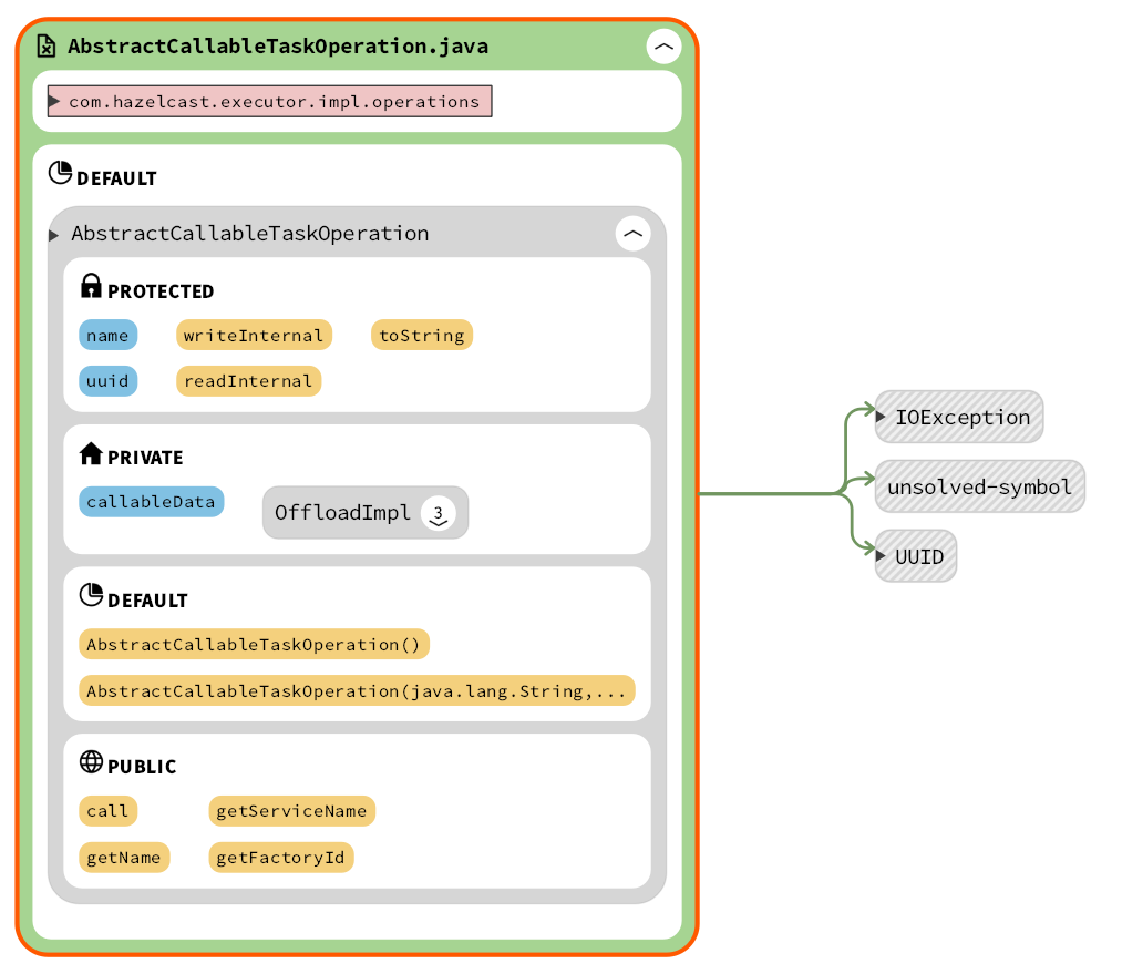 AbstractCallableTaskOperation.java
com.hazelcast.executor.impl.operations
DEFAULT
AbstractCallableTaskOperation
PROTECTED
name writeInternal toString
uuid readInternal
PRIVATE
callableData OffloadImpl 3
DEFAULT
AbstractCallableTaskOperation()
AbstractCallableTaskOperation(java.lang.String,...
PUBLIC
call getServiceName
getName getFactoryId
IOException
unsolved-symbol
UUID